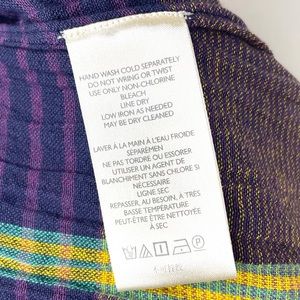 HAND WASH COLD SEPARATELY
DO NOT WRING OR TWIST
USE ONLY NON-CHLORINE
BLEACH
LINE DRY
LOW IRON AS NEEDED
MAY BE DRY CLEANED
LAVER À LA MAIN À L'EAU FROIDE
SÉPARÉMEN
NE PAS TORDRE OU ESSORER
UTILISER UN AGENT DE
BLANCHIMENT SANS CHLORE SI
NECESSAIRE
LIGNE SEC
REPASSER, AU BESOIN, À TRÈS
BASSE TEMPÉRATURE
PEUT-ÊTRE ÊTRE NETTOYÉE
À SEC